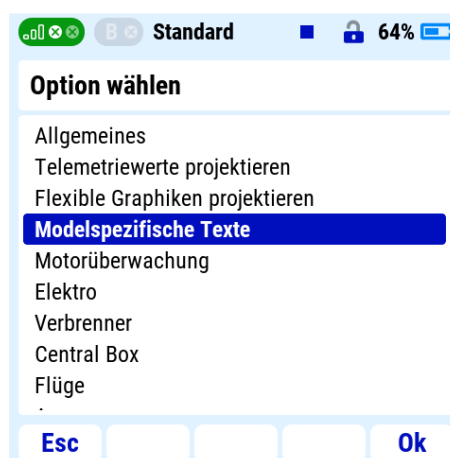 B Standard 64%
Option wählen
Allgemeines
Telemetriewerte projektieren
Flexible Graphiken projektieren
Modelspezifische Texte
Motorüberwachung
Elektro
Verbrenner
Central Box
Flüge
Esc Ok